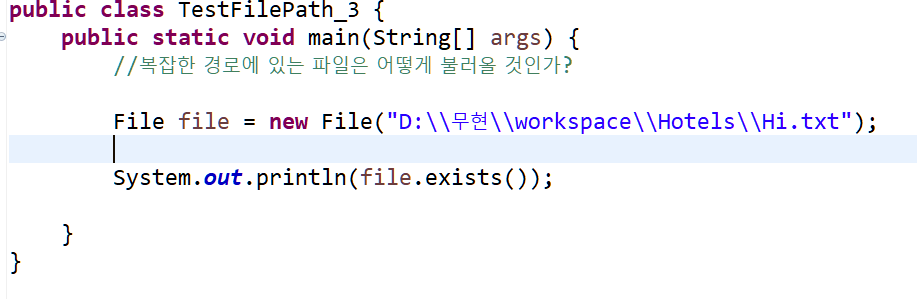 public class TestFilePath_3 {
public static void main(String[] args) {
//복잡한 경로에 있는 파일은 어떻게 불러올 것인가?
File file = new File("D:\\무현\\workspace\\Hotels\\Hi.txt");
System.out.println(file.exists());
}
}